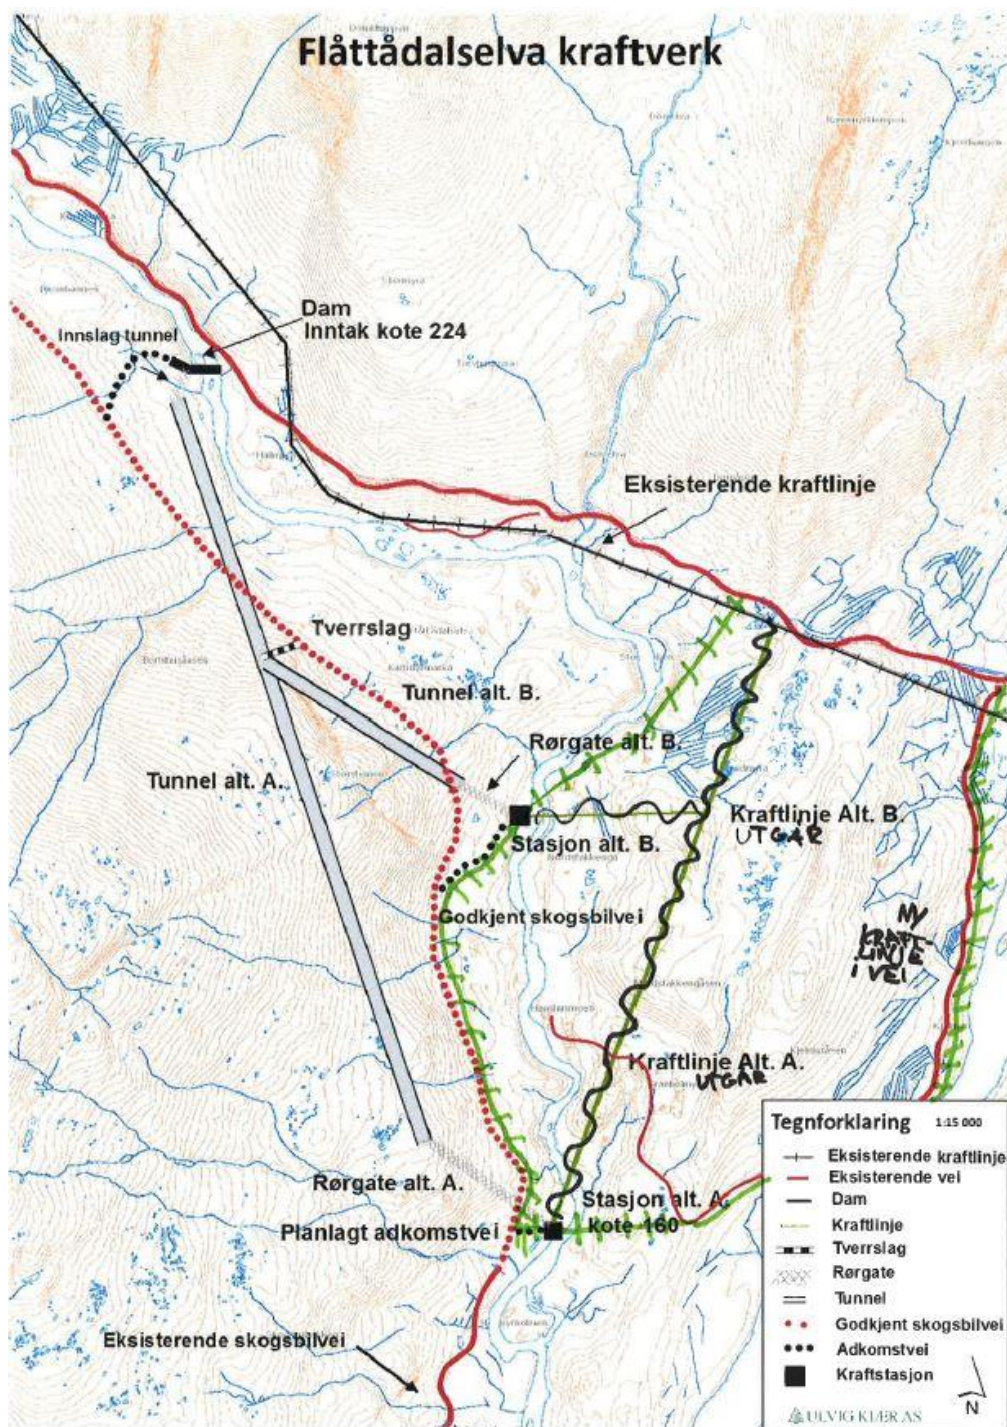 Flåttådalselva kraftverk
Dam
Inntak kote 224
Innslag tunnel
Eksisterende kraftlinje
Tverrslag
Tunnel alt. B.
Rørgate alt. B.
Tunnel alt. A.
Kraftlinje Alt. B.
UTGÅR
Stasjon alt. B.
Godkjent skogsbilvei
NY
KRAFT-
LINJE
I VEI
Kraftlinje Alt. A.
UTGÅR
Rørgate alt. A.
Stasjon alt. A.
kote 160
Planlagt adkomstvei
Eksisterende skogsbilvei
Tegnforklaring 1:15 000
Eksisterende kraftlinje
Eksisterende vei
Dam
Kraftlinje
Tverrslag
Rørgate
Tunnel
Godkjent skogsbilvei
Adkomstvei
Kraftstasjon
N
ULVIG KIÆR AS